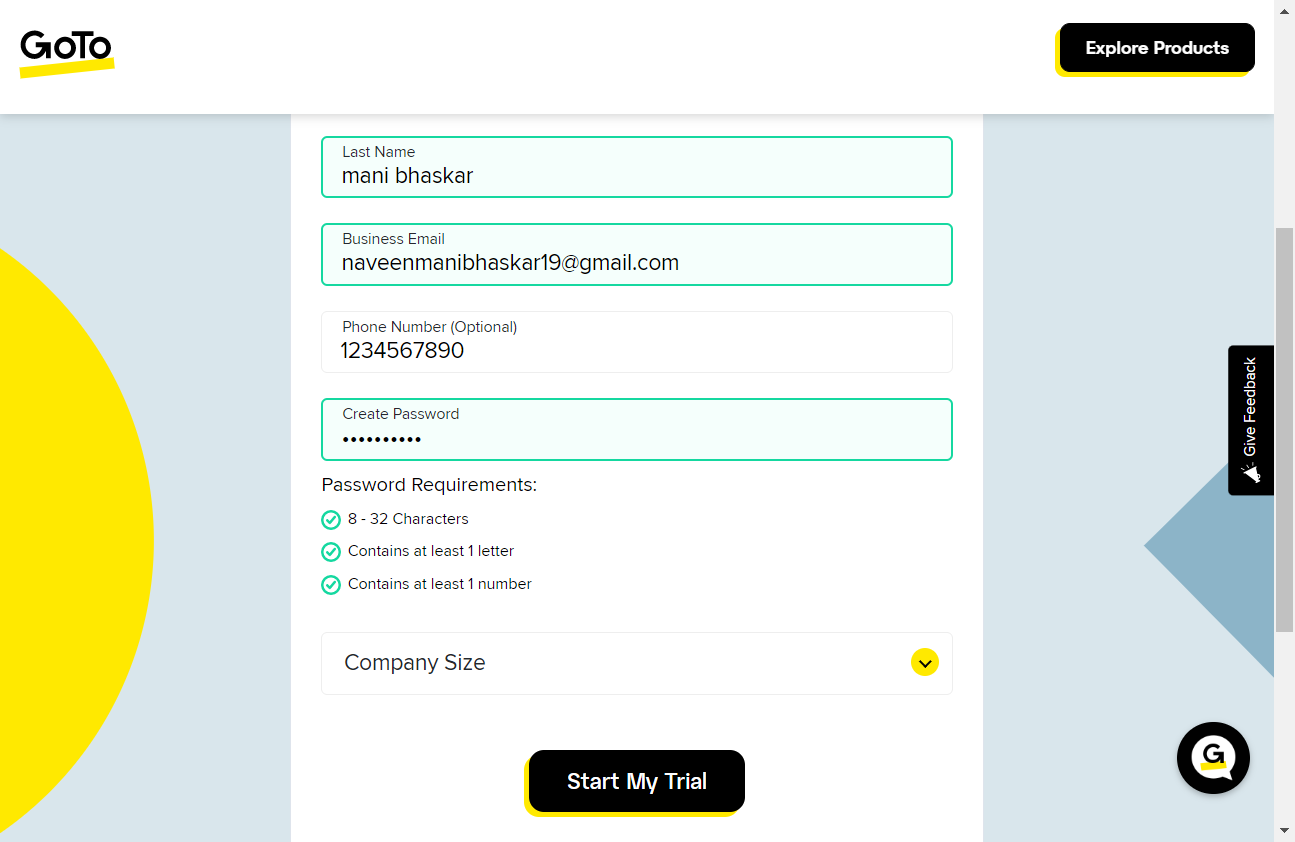 GoTo
Explore Products
Last Name
mani bhaskar
Business Email
naveenmanibhaskar19@gmail.com
Phone Number (Optional)
1234567890
Create Password
••••••••••
Password Requirements:
8 - 32 Characters
Contains at least 1 letter
Contains at least 1 number
Company Size
Start My Trial
Give Feedback
G